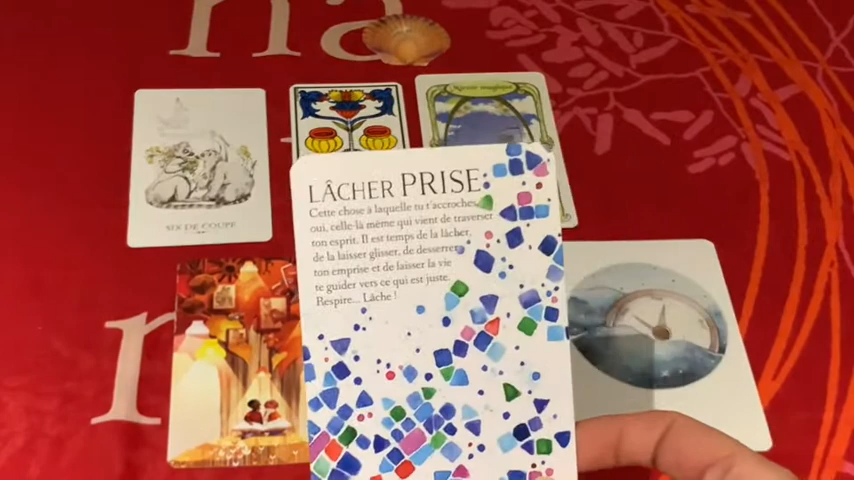 na
SIX DE COUPE
LÂCHER PRISE
Cette chose à laquelle tu t'accroches,
oui, celle-là même qui vient de traverser
ton esprit. Il est temps de la lâcher,
de la laisser glisser, de desserrer
ton emprise et de laisser la vie
te guider vers ce qui est juste.
Respire... Lâche !